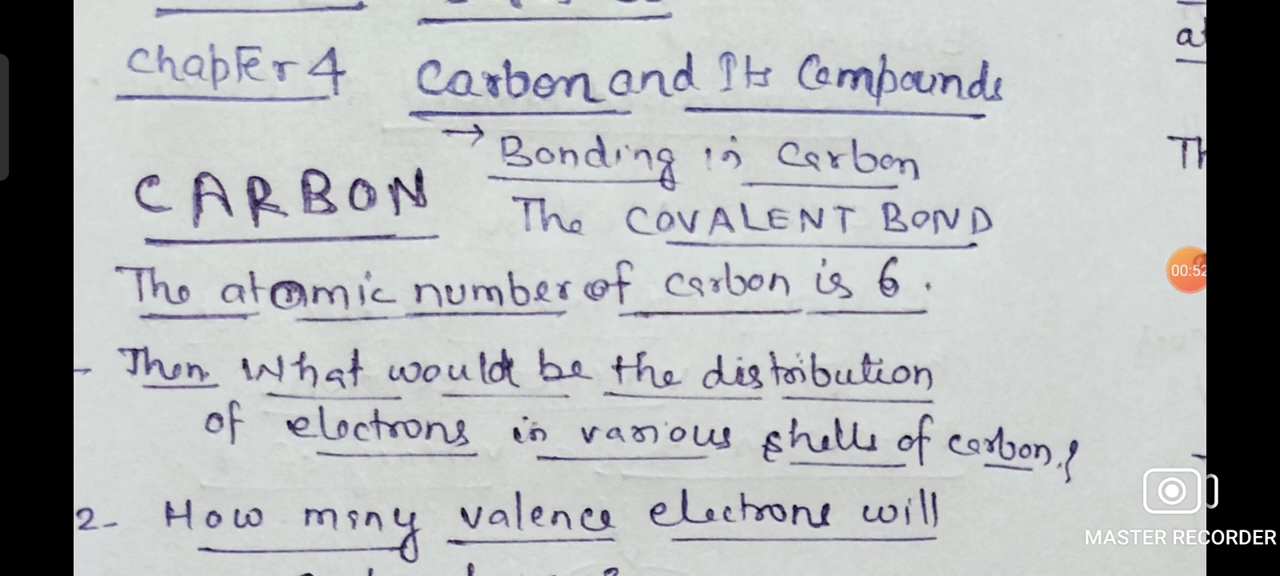 Chapter 4 Carbon and Its Compounds
→ Bonding in Carbon
CARBON The COVALENT BOND
The atomic number of carbon is 6.
- Then What would be the distribution
of electrons in various shells of carbon?
2- How many valence electrons will
a
Th
00:52
MASTER RECORDER